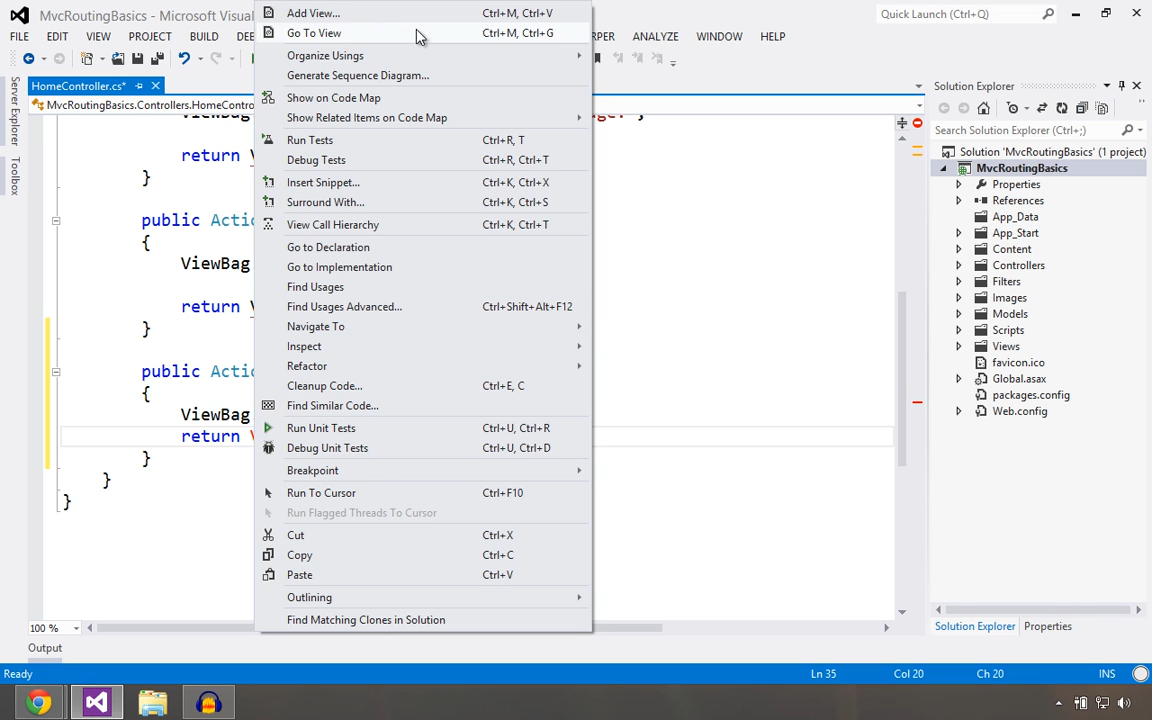 MvcRoutingBasics - Microsoft Visual
Quick Launch (Ctrl+Q)
FILE EDIT VIEW PROJECT BUILD ANALYZE WINDOW HELP
HomeController.cs*
MvcRoutingBasics.Controllers.HomeContro
return
}
public Actio
{
ViewBag
return
}
public Actio
{
ViewBag
return
}
}
}
100 %
Output
Ready
Ln 35 Col 20 Ch 20 INS
Server Explorer
Toolbox
Add View... Ctrl+M, Ctrl+V
Go To View Ctrl+M, Ctrl+G
Organize Usings
Generate Sequence Diagram...
Show on Code Map
Show Related Items on Code Map
Run Tests Ctrl+R, T
Debug Tests Ctrl+R, Ctrl+T
Insert Snippet... Ctrl+K, Ctrl+X
Surround With... Ctrl+K, Ctrl+S
View Call Hierarchy Ctrl+K, Ctrl+T
Go to Declaration
Go to Implementation
Find Usages
Find Usages Advanced... Ctrl+Shift+Alt+F12
Navigate To
Inspect
Refactor
Cleanup Code... Ctrl+E, C
Find Similar Code...
Run Unit Tests Ctrl+U, Ctrl+R
Debug Unit Tests Ctrl+U, Ctrl+D
Breakpoint
Run To Cursor Ctrl+F10
Run Flagged Threads To Cursor
Cut Ctrl+X
Copy Ctrl+C
Paste Ctrl+V
Outlining
Find Matching Clones in Solution
Solution Explorer
Search Solution Explorer (Ctrl+;)
Solution 'MvcRoutingBasics' (1 project)
MvcRoutingBasics
Properties
References
App_Data
App_Start
Content
Controllers
Filters
Images
Models
Scripts
Views
favicon.ico
Global.asax
packages.config
Web.config
Solution Explorer Properties